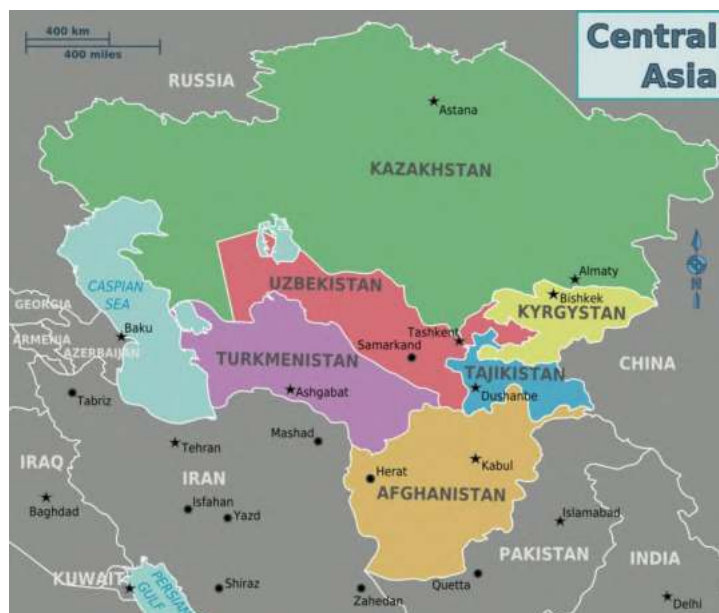 400 km
400 miles
Central
Asia
RUSSIA
Astana
KAZAKHSTAN
CASPIAN
SEA
UZBEKISTAN
Almaty
Bishkek
KYRGYSTAN
N
GEORGIA
Baku
ARMENIA
AZERBAIJAN
Tashkent
Samarkand
TURKMENISTAN
TAJIKISTAN
CHINA
Ashgabat
Dushanbe
Tabriz
Tehran
Mashad
IRAQ
IRAN
Herat
Kabul
AFGHANISTAN
Baghdad
Isfahan
Yazd
Islamabad
PAKISTAN
INDIA
KUWAIT
PERSIAN
GULF
Shiraz
Zahedan
Quetta
Delhi